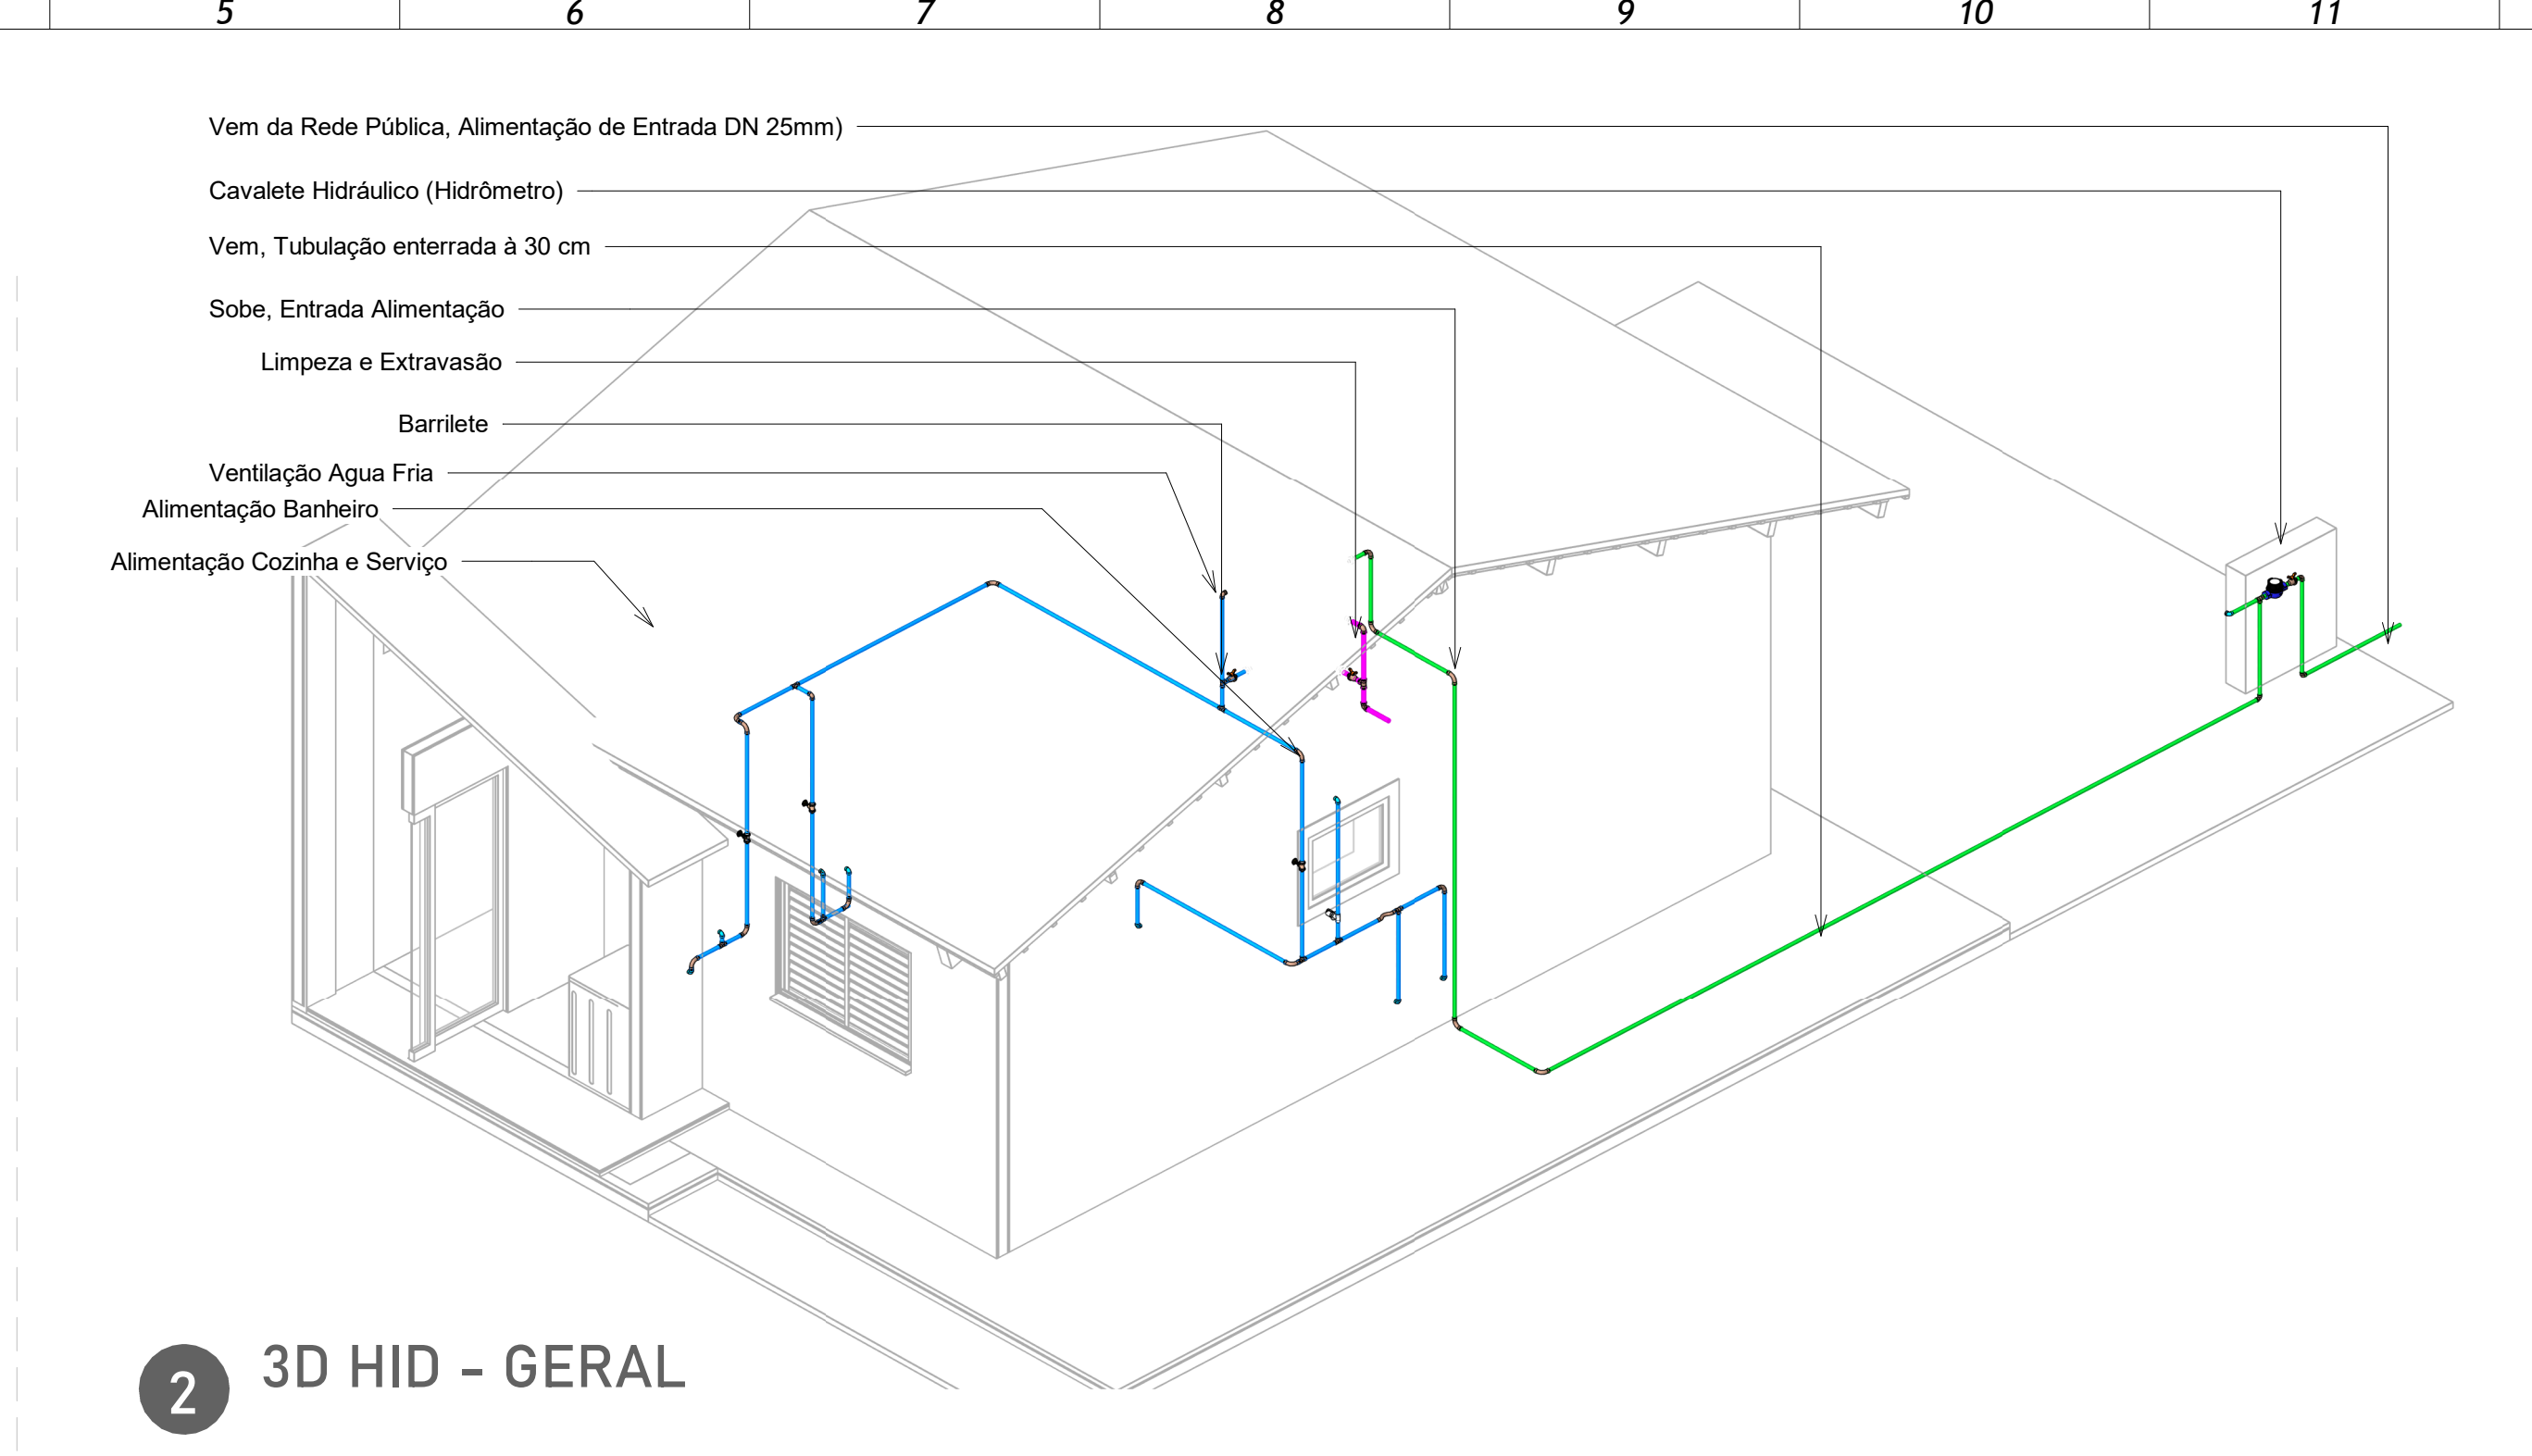 5 6 7 8 9 10 11
Vem da Rede Pública, Alimentação de Entrada DN 25mm)
Cavalete Hidráulico (Hidrômetro)
Vem, Tubulação enterrada à 30 cm
Sobe, Entrada Alimentação
Limpeza e Extravasão
Barrilete
Ventilação Agua Fria
Alimentação Banheiro
Alimentação Cozinha e Serviço
2 3D HID - GERAL